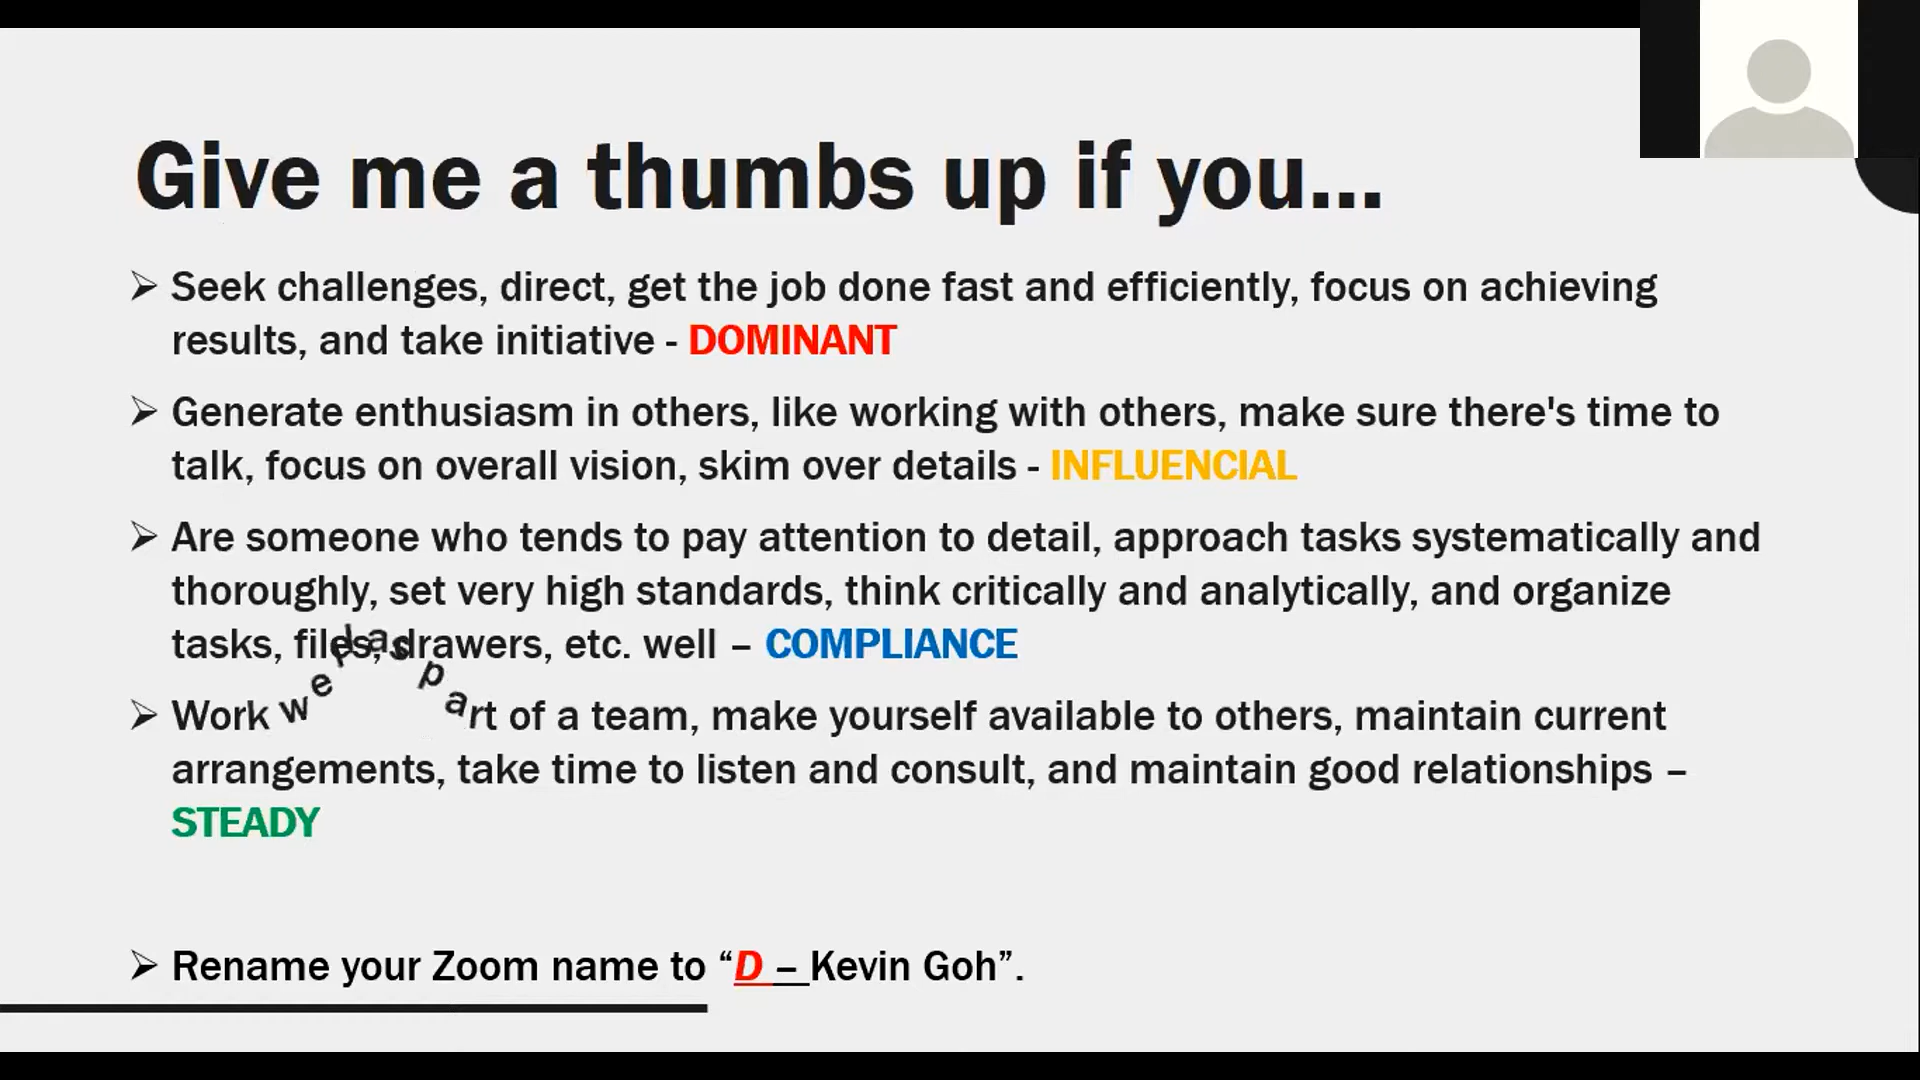 Give me a thumbs up if you...
➢ Seek challenges, direct, get the job done fast and efficiently, focus on achieving
results, and take initiative - DOMINANT
➢ Generate enthusiasm in others, like working with others, make sure there's time to
talk, focus on overall vision, skim over details - INFLUENCIAL
➢ Are someone who tends to pay attention to detail, approach tasks systematically and
thoroughly, set very high standards, think critically and analytically, and organize
tasks, files, drawers, etc. well – COMPLIANCE
➢ Work well as part of a team, make yourself available to others, maintain current
arrangements, take time to listen and consult, and maintain good relationships –
STEADY
➢ Rename your Zoom name to “D – Kevin Goh”.